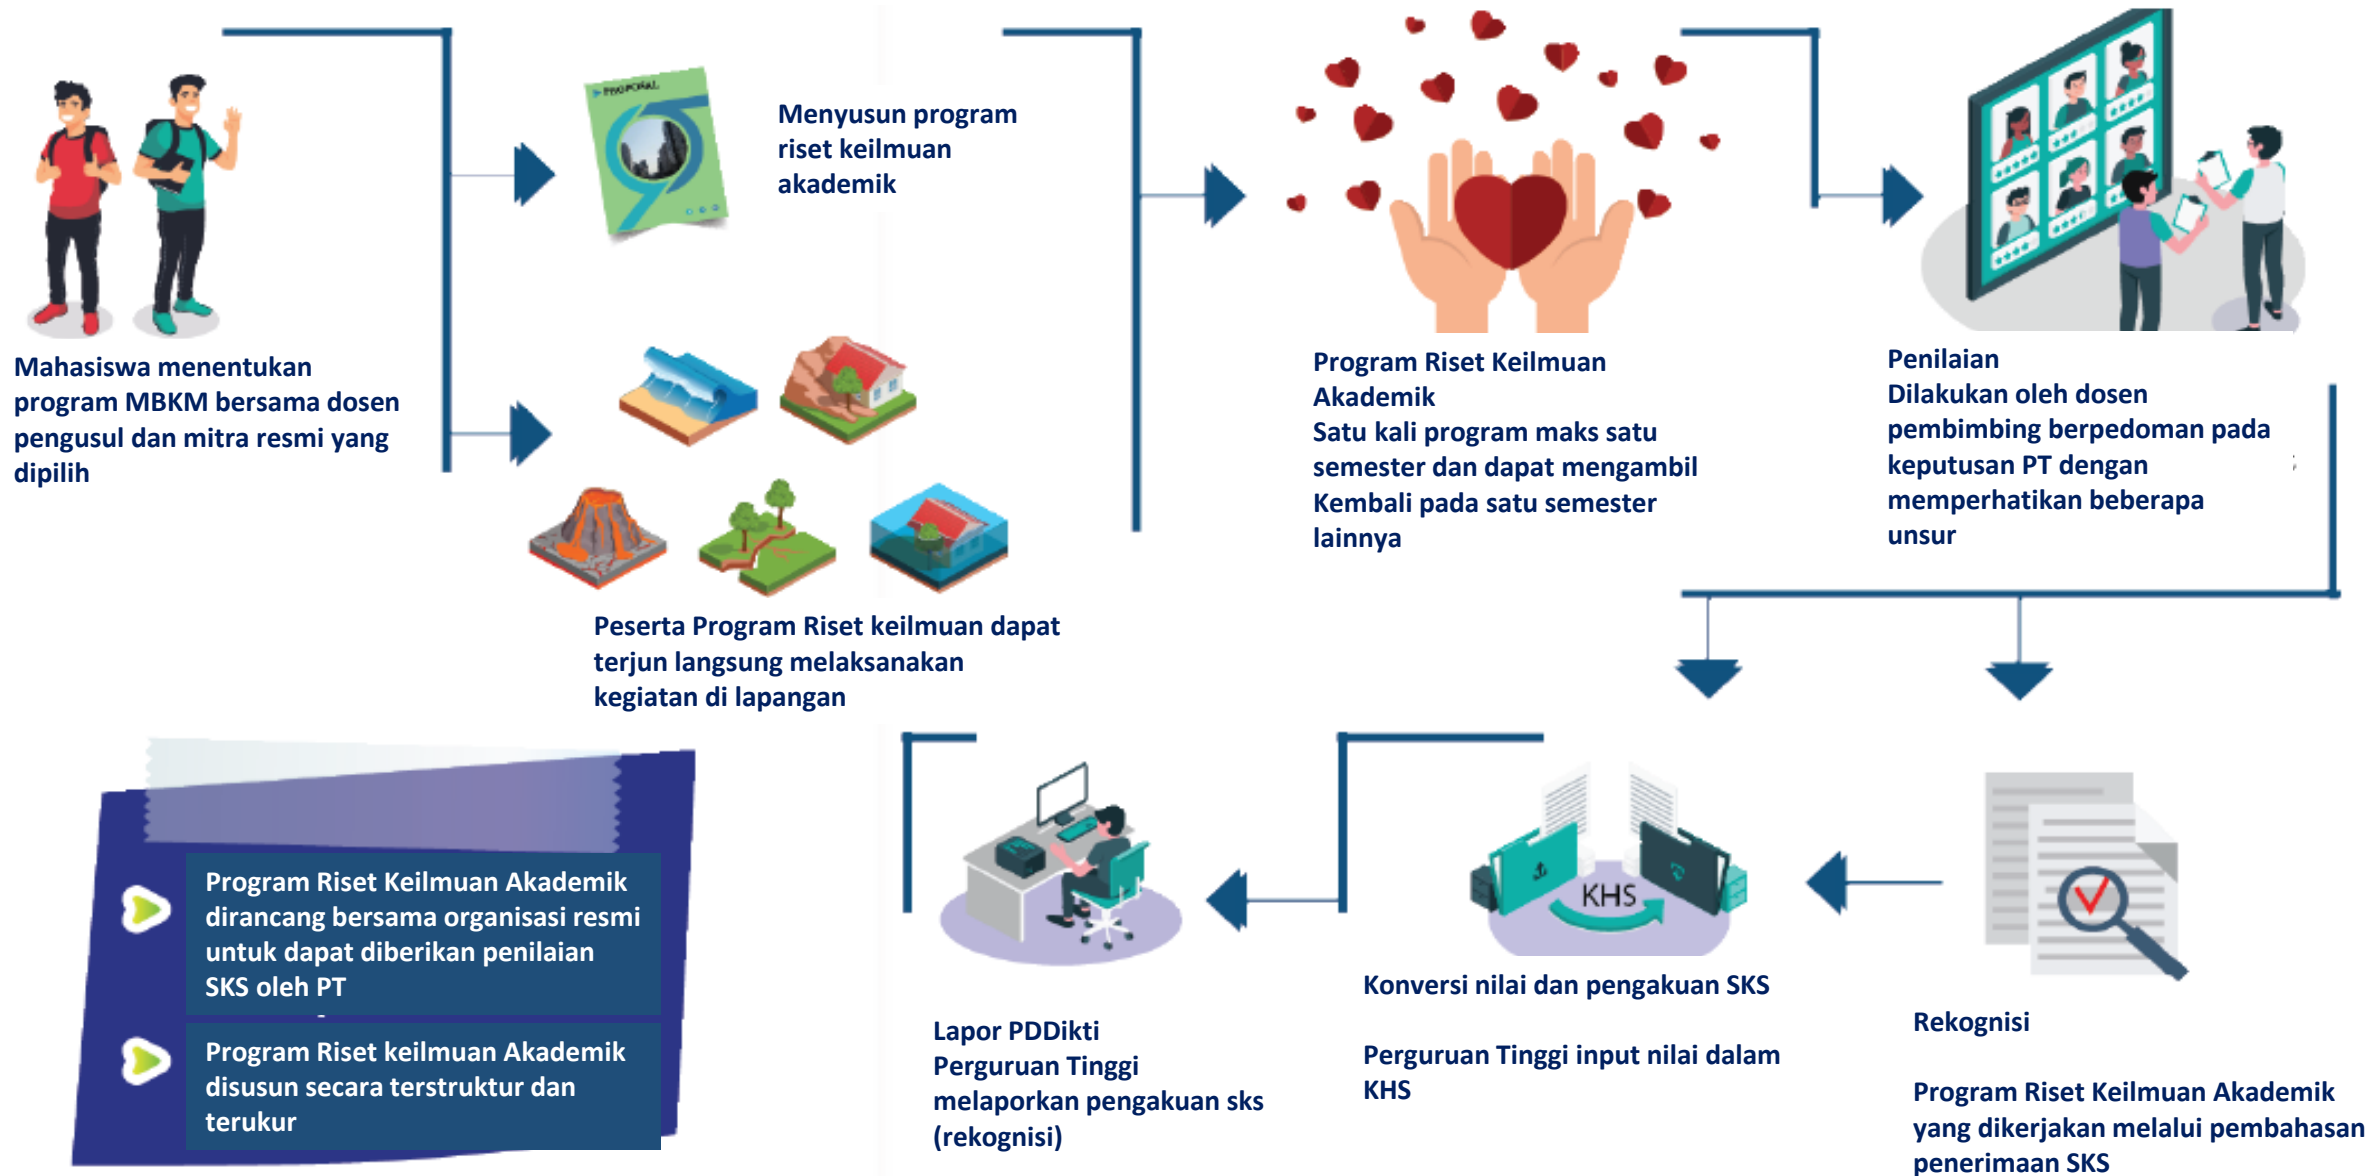 PROPOSAL
Menyusun program
riset keilmuan
akademik
Mahasiswa menentukan
program MBKM bersama dosen
pengusul dan mitra resmi yang
dipilih
Peserta Program Riset keilmuan dapat
terjun langsung melaksanakan
kegiatan di lapangan
Program Riset Keilmuan
Akademik
Satu kali program maks satu
semester dan dapat mengambil
Kembali pada satu semester
lainnya
Penilaian
Dilakukan oleh dosen
pembimbing berpedoman pada
keputusan PT dengan
memperhatikan beberapa
unsur
Rekognisi
Program Riset Keilmuan Akademik
yang dikerjakan melalui pembahasan
penerimaan SKS
KHS
Konversi nilai dan pengakuan SKS
Perguruan Tinggi input nilai dalam
KHS
Lapor PDDikti
Perguruan Tinggi
melaporkan pengakuan sks
(rekognisi)
Program Riset Keilmuan Akademik
dirancang bersama organisasi resmi
untuk dapat diberikan penilaian
SKS oleh PT
Program Riset keilmuan Akademik
disusun secara terstruktur dan
terukur